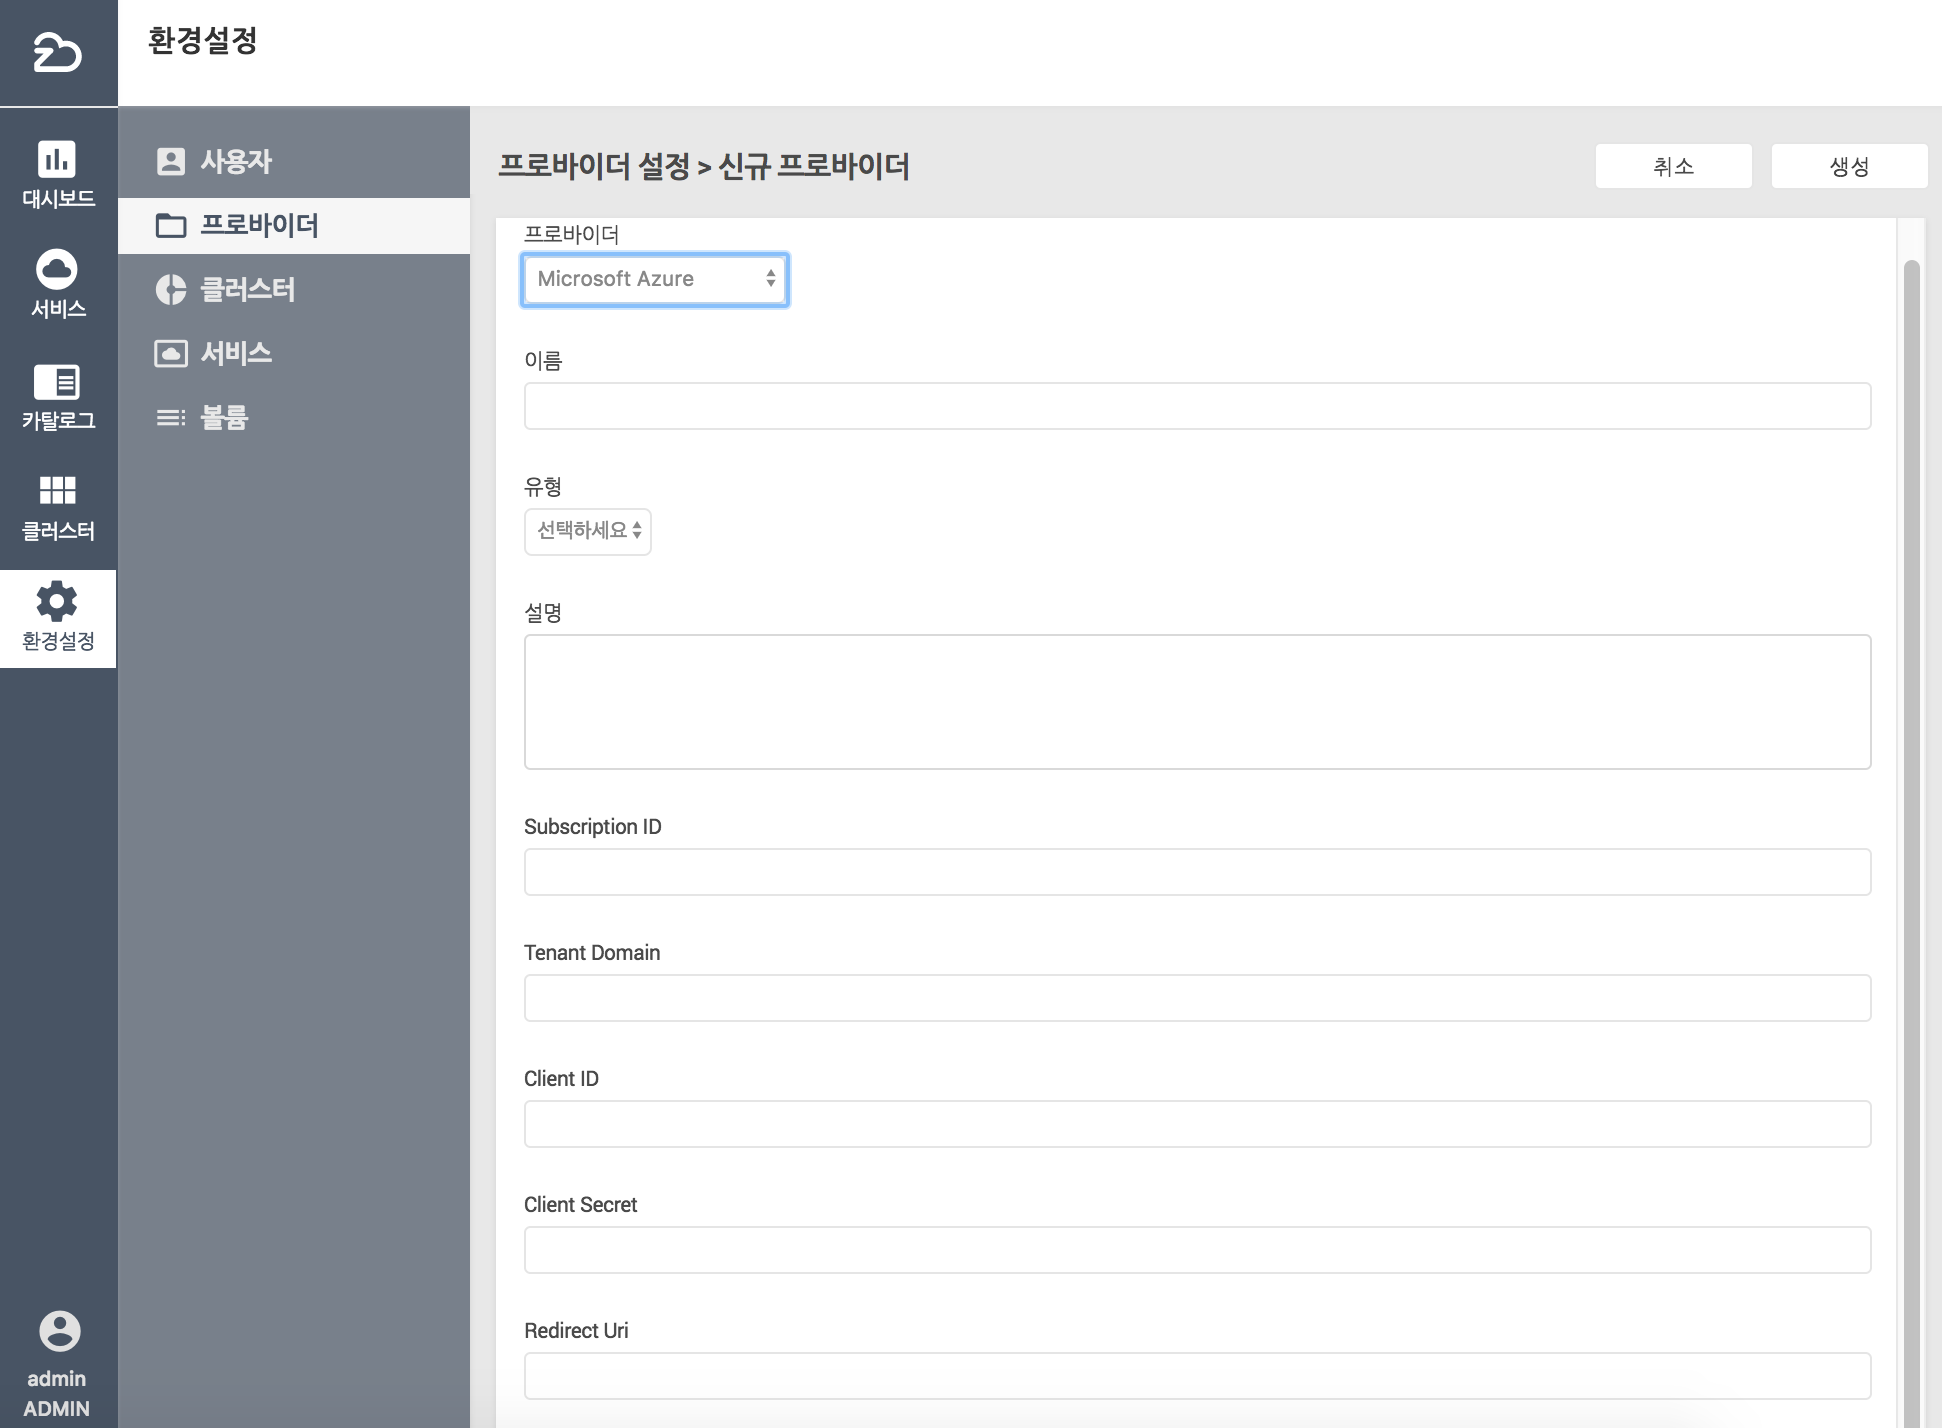 환경설정
대시보드
서비스
카탈로그
클러스터
환경설정
admin
ADMIN
사용자
프로바이더
클러스터
서비스
볼륨
프로바이더 설정 > 신규 프로바이더
취소
생성
프로바이더
Microsoft Azure
이름
유형
선택하세요
설명
Subscription ID
Tenant Domain
Client ID
Client Secret
Redirect Uri